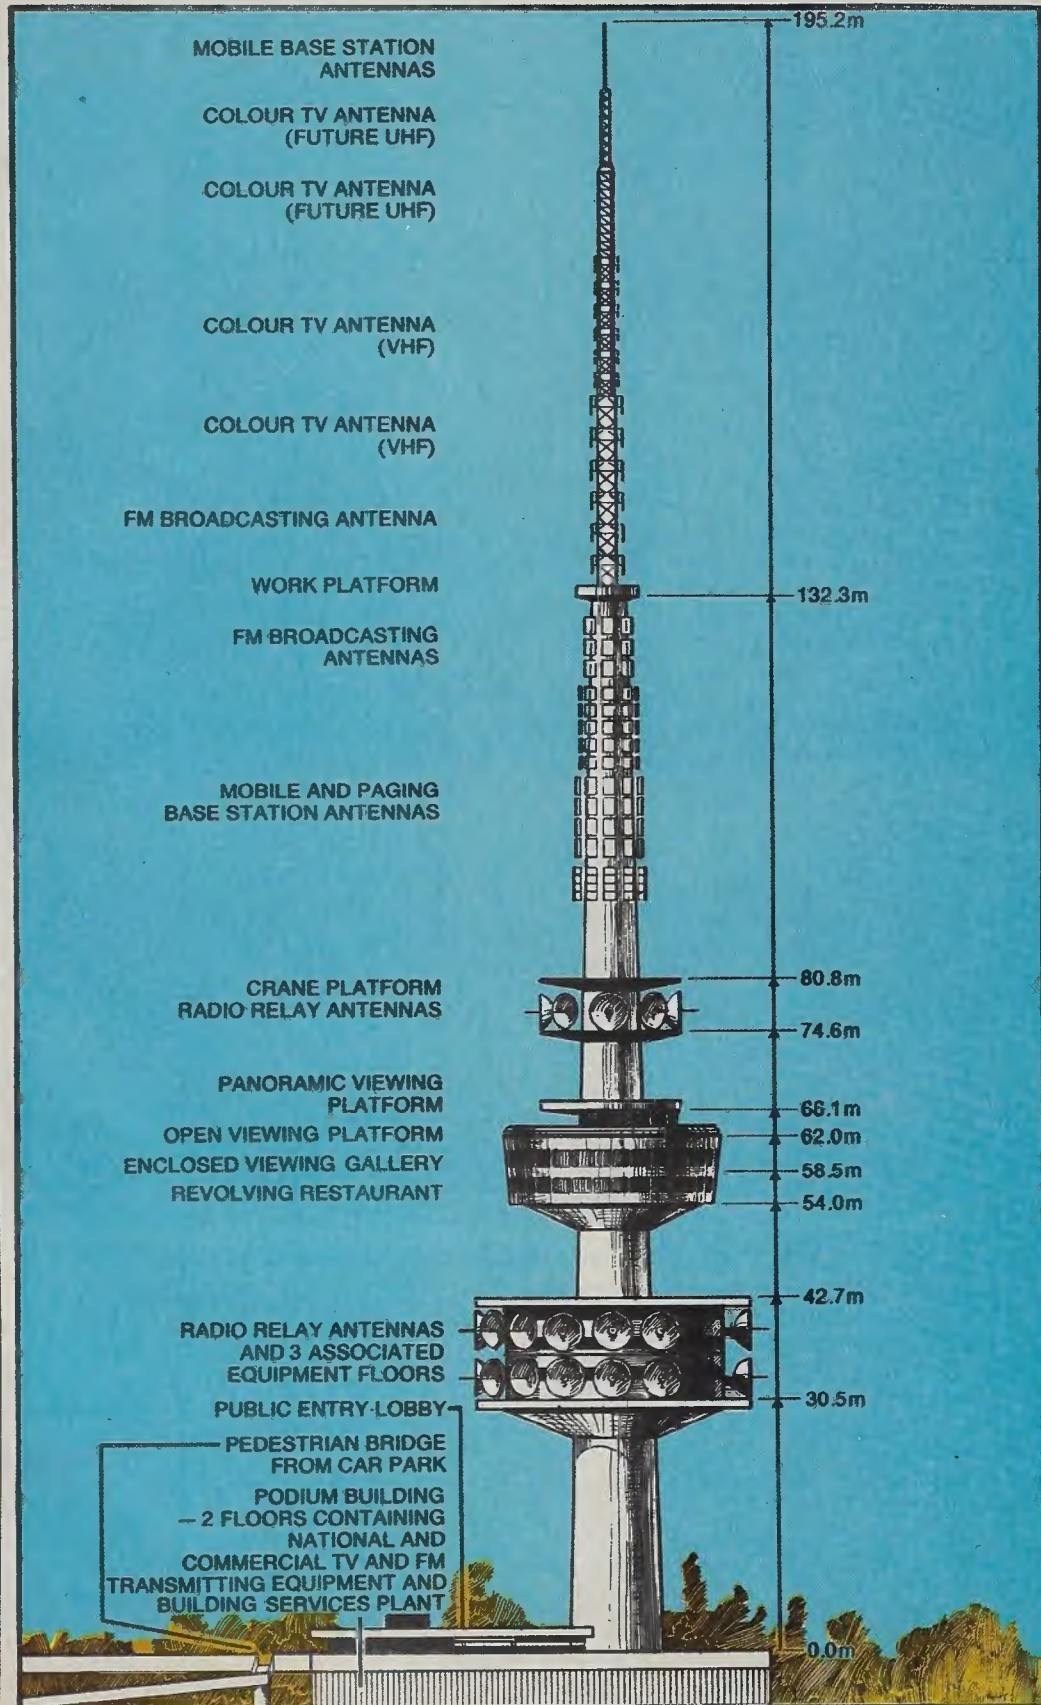 195.2m
MOBILE BASE STATION
ANTENNAS
COLOUR TV ANTENNA
(FUTURE UHF)
COLOUR TV ANTENNA
(FUTURE UHF)
COLOUR TV ANTENNA
(VHF)
COLOUR TV ANTENNA
(VHF)
FM BROADCASTING ANTENNA
WORK PLATFORM
132.3m
FM BROADCASTING
ANTENNAS
MOBILE AND PAGING
BASE STATION ANTENNAS
80.8m
CRANE PLATFORM
RADIO RELAY ANTENNAS
74.6m
PANORAMIC VIEWING
PLATFORM
66.1m
OPEN VIEWING PLATFORM
62.0m
ENCLOSED VIEWING GALLERY
58.5m
REVOLVING RESTAURANT
54.0m
42.7m
RADIO RELAY ANTENNAS
AND 3 ASSOCIATED
EQUIPMENT FLOORS
30.5m
PUBLIC ENTRY-LOBBY
PEDESTRIAN BRIDGE
FROM CAR PARK
PODIUM BUILDING
— 2 FLOORS CONTAINING
NATIONAL AND
COMMERCIAL TV AND FM
TRANSMITTING EQUIPMENT AND
BUILDING SERVICES PLANT
0.0m